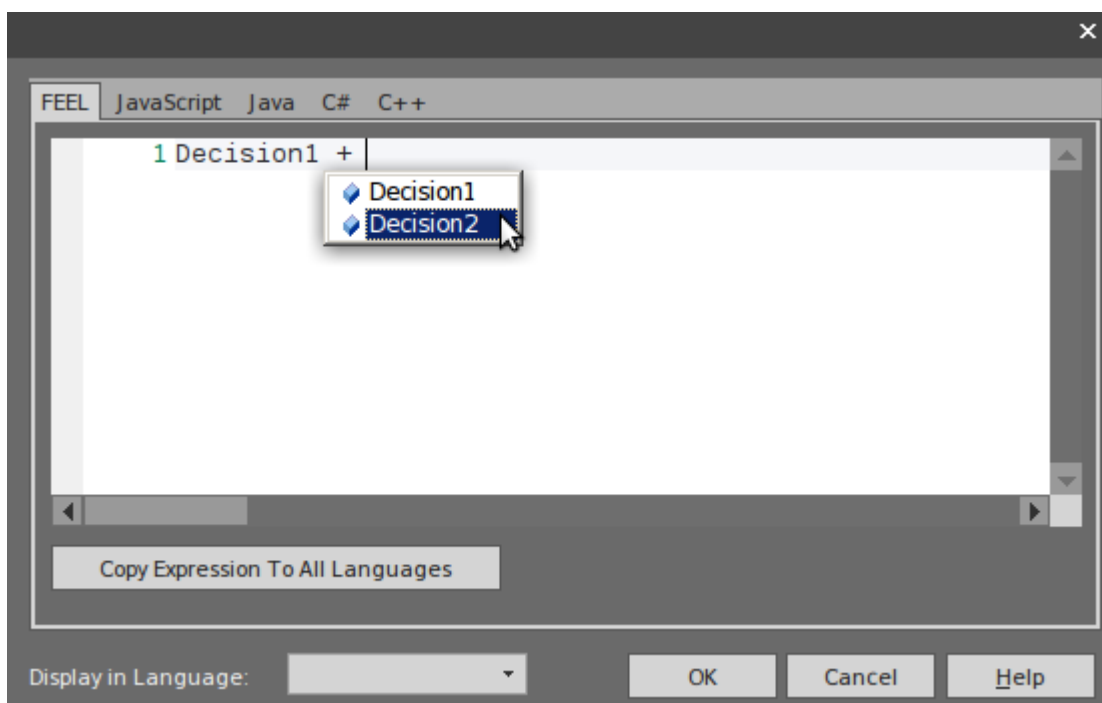 FEEL JavaScript Java C# C++
1 Decision1 +
Decision1
Decision2
Copy Expression To All Languages
Display in Language: OK Cancel Help